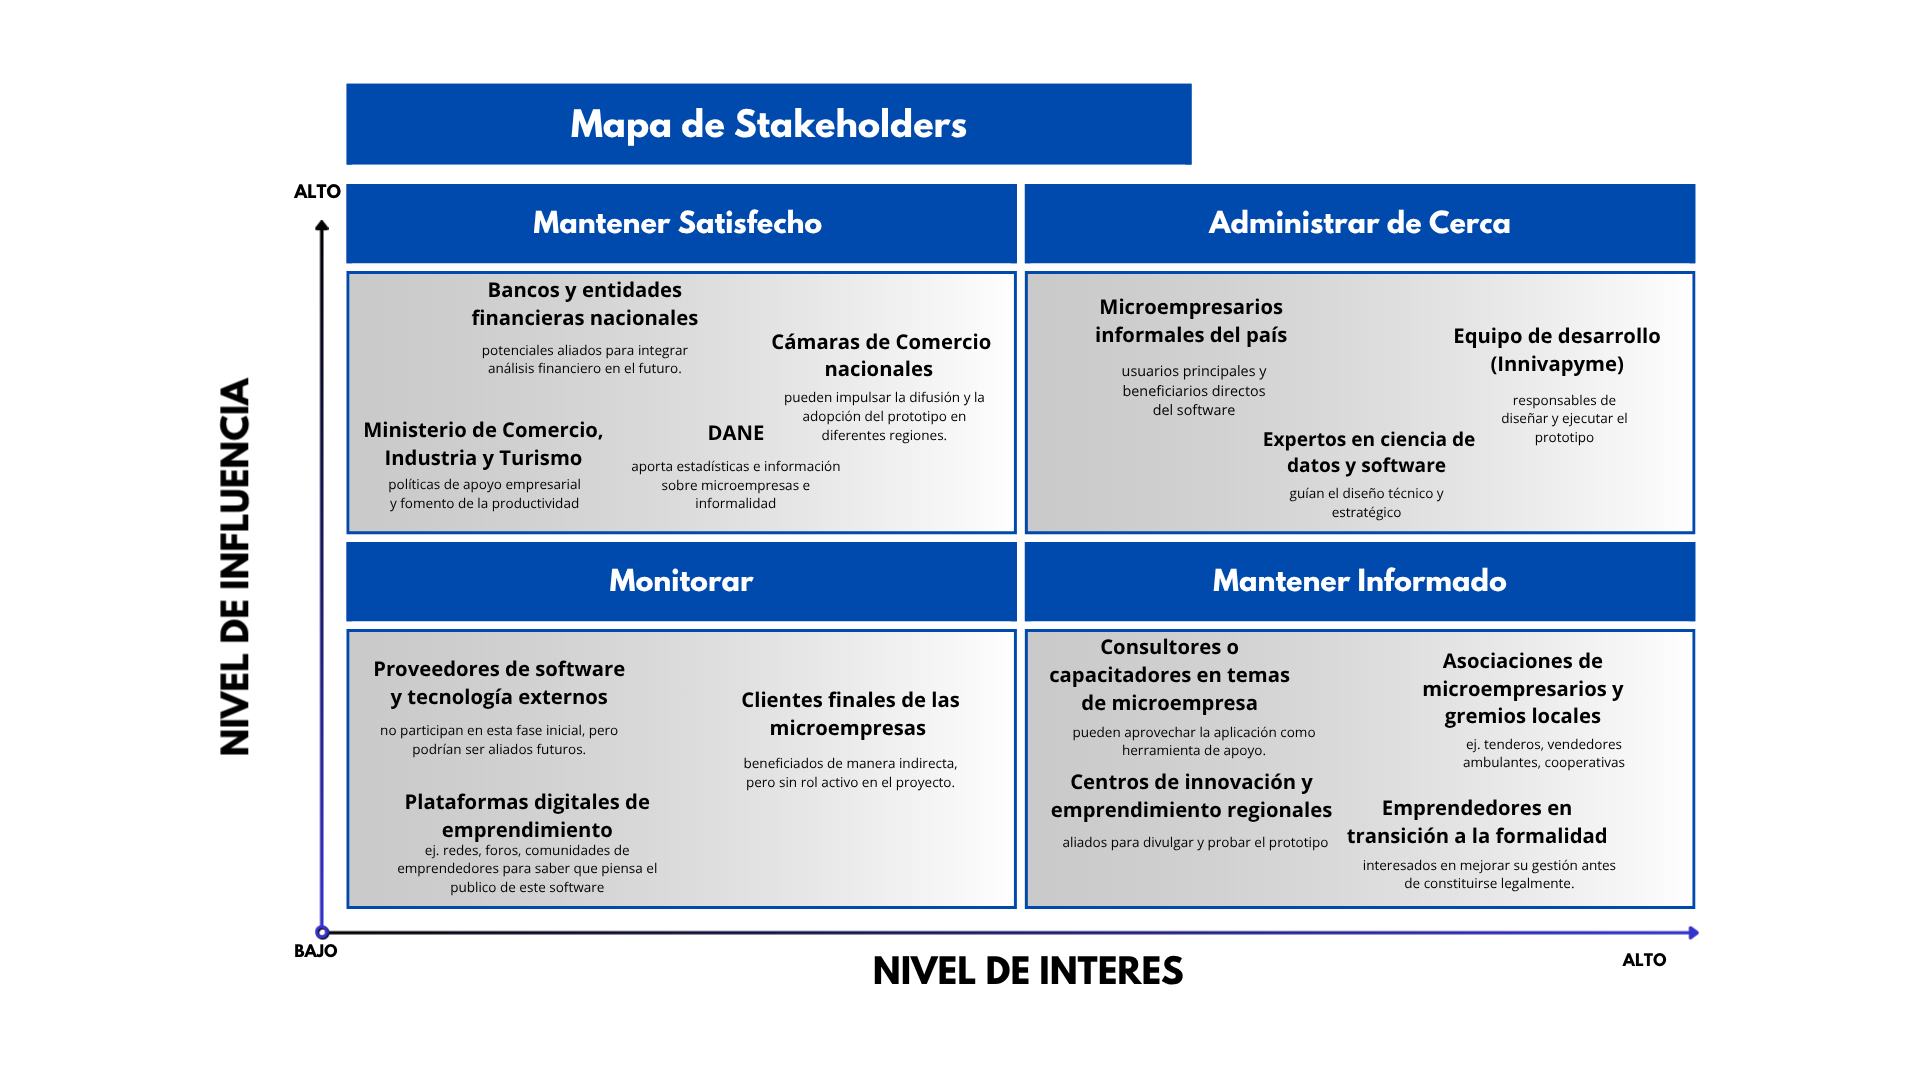 Mapa de Stakeholders
ALTO
NIVEL DE INFLUENCIA
Mantener Satisfecho
Bancos y entidades
financieras nacionales
potenciales aliados para integrar
análisis financiero en el futuro.
Cámaras de Comercio
nacionales
pueden impulsar la difusión y la
adopción del prototipo en
diferentes regiones.
Ministerio de Comercio,
Industria y Turismo
políticas de apoyo empresarial
y fomento de la productividad
DANE
aporta estadísticas e información
sobre microempresas e
informalidad
Administrar de Cerca
Microempresarios
informales del país
usuarios principales y
beneficiarios directos
del software
Equipo de desarrollo
(Innivapyme)
responsables de
diseñar y ejecutar el
prototipo
Expertos en ciencia de
datos y software
guían el diseño técnico y
estratégico
Monitorar
Proveedores de software
y tecnología externos
no participan en esta fase inicial, pero
podrían ser aliados futuros.
Clientes finales de las
microempresas
beneficiados de manera indirecta,
pero sin rol activo en el proyecto.
Plataformas digitales de
emprendimiento
ej. redes, foros, comunidades de
emprendedores para saber que piensa el
publico de este software
Mantener Informado
Consultores o
capacitadores en temas
de microempresa
pueden aprovechar la aplicación como
herramienta de apoyo.
Asociaciones de
microempresarios y
gremios locales
ej. tenderos, vendedores
ambulantes, cooperativas
Centros de innovación y
emprendimiento regionales
aliados para divulgar y probar el prototipo
Emprendedores en
transición a la formalidad
interesados en mejorar su gestión antes
de constituirse legalmente.
BAJO
NIVEL DE INTERES
ALTO